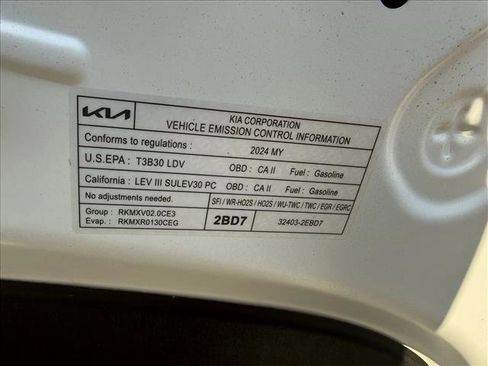 KIA
KIA CORPORATION
VEHICLE EMISSION CONTROL INFORMATION
Conforms to regulations : 2024 MY
U.S.EPA : T3B30 LDV OBD : CA II Fuel : Gasoline
California : LEV III SULEV30 PC OBD : CA II Fuel : Gasoline
No adjustments needed. SFI / WR-HO2S / HO2S / WU-TWC / TWC / EGR / EGRC
Group : RKMXV02.0CE3
Evap. : RKMXR0130CEG
2BD7 32403-2EBD7